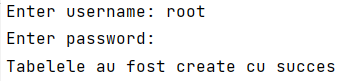 Enter username: root
Enter password:
Tabelele au fost create cu succes